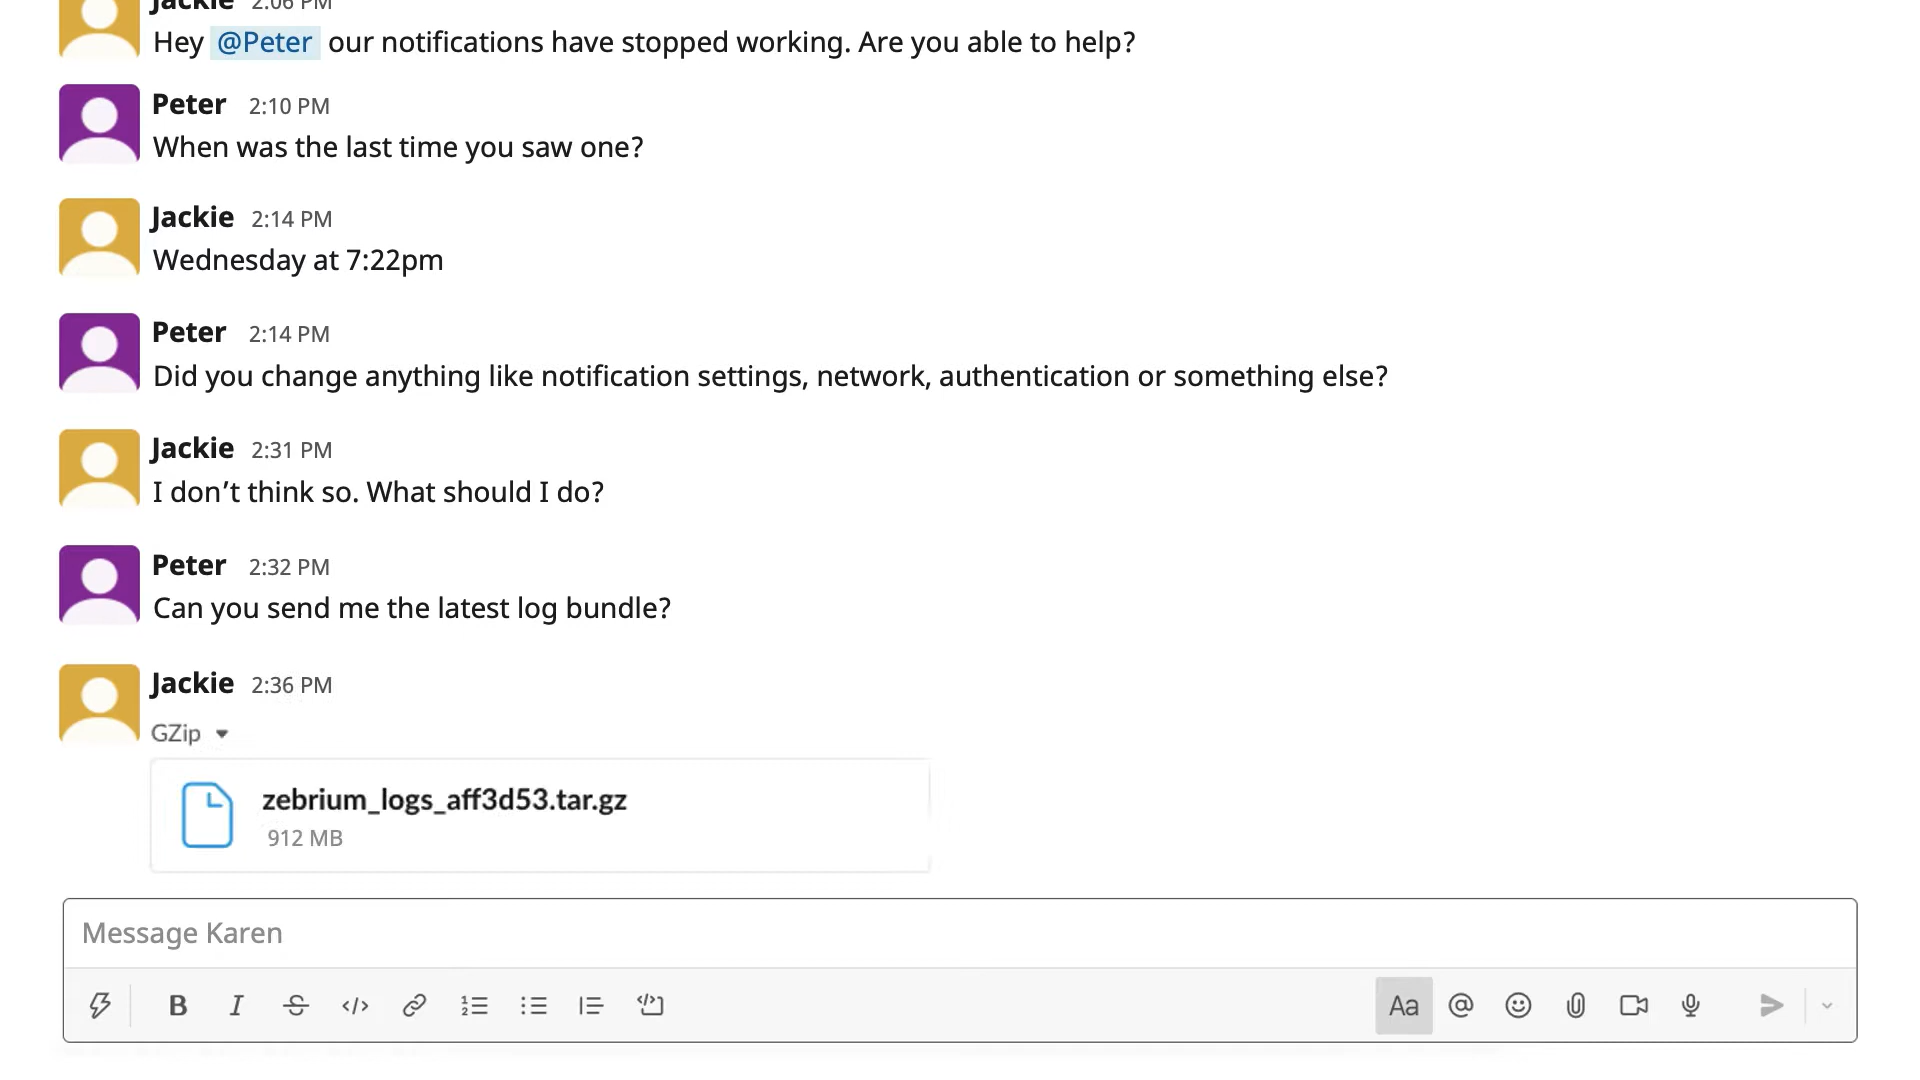 Jackie 2:06 PM
Hey @Peter our notifications have stopped working. Are you able to help?
Peter 2:10 PM
When was the last time you saw one?
Jackie 2:14 PM
Wednesday at 7:22pm
Peter 2:14 PM
Did you change anything like notification settings, network, authentication or something else?
Jackie 2:31 PM
I don’t think so. What should I do?
Peter 2:32 PM
Can you send me the latest log bundle?
Jackie 2:36 PM
GZip
zebrium_logs_aff3d53.tar.gz
912 MB
Message Karen
B I S
Aa @